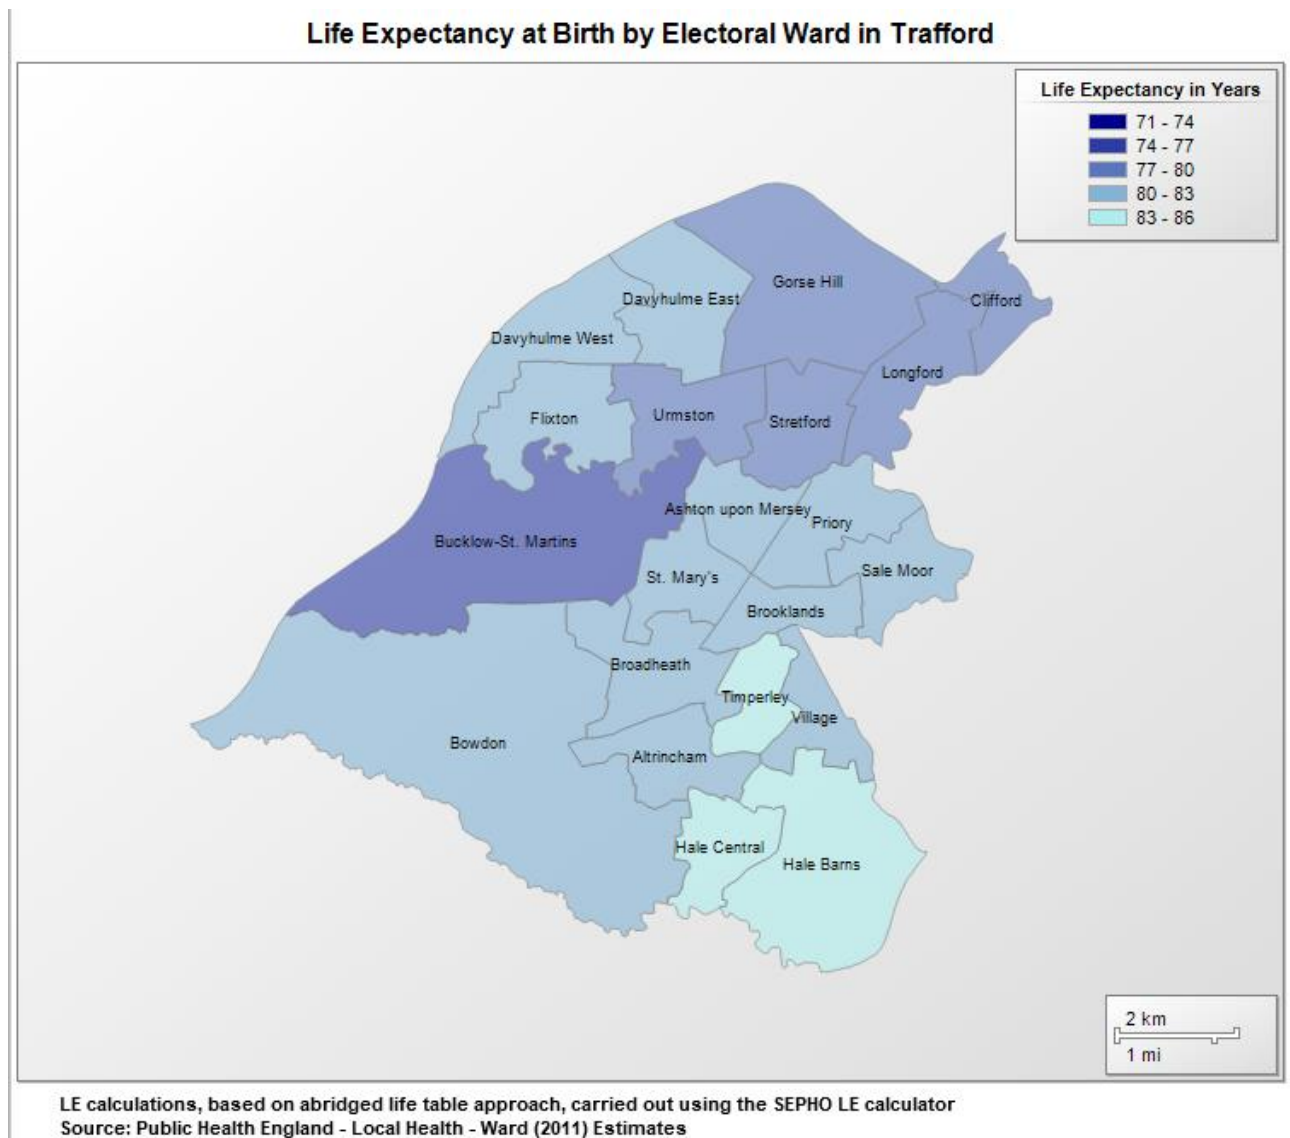 Life Expectancy at Birth by Electoral Ward in Trafford
Life Expectancy in Years
71 - 74
74 - 77
77 - 80
80 - 83
83 - 86
Gorse Hill
Clifford
Davyhulme East
Davyhulme West
Longford
Flixton
Urmston
Stretford
Ashton upon Mersey
Priory
Bucklow-St. Martins
St. Mary's
Sale Moor
Brooklands
Broadheath
Timperley
Village
Bowdon
Altrincham
Hale Central
Hale Barns
2 km
1 mi
LE calculations, based on abridged life table approach, carried out using the SEPHO LE calculator
Source: Public Health England - Local Health - Ward (2011) Estimates